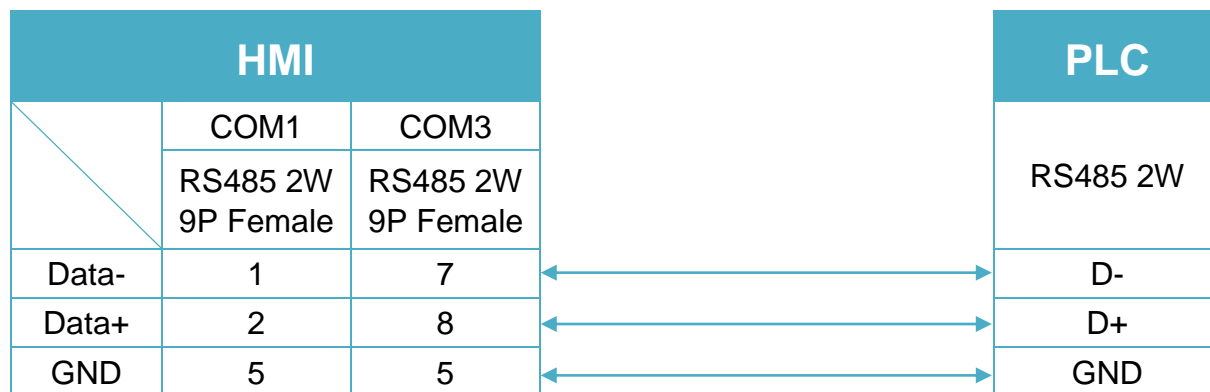 HMI PLC
COM1 COM3
RS485 2W RS485 2W RS485 2W
9P Female 9P Female
Data- 1 7 D-
Data+ 2 8 D+
GND 5 5 GND